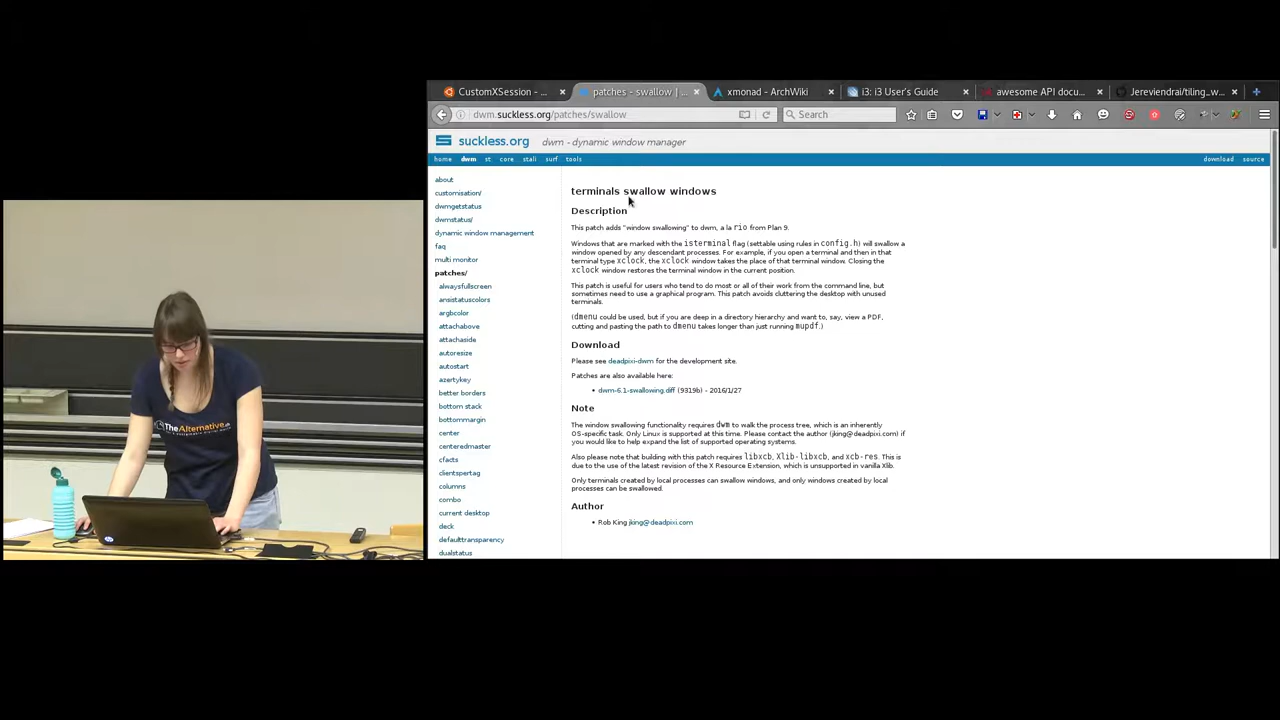 CustomXSession - ...
patches - swallow | ...
xmonad - ArchWiki
i3: i3 User's Guide
awesome API docu...
Jereviendrai/tiling_w...
dwm.suckless.org/patches/swallow
Search
suckless.org
dwm - dynamic window manager
home dwm st core stali surf tools
download source
about
customisation/
dwmgetstatus
dwmstatus/
dynamic window management
faq
multi monitor
patches/
alwaysfullscreen
ansistatuscolors
argbcolor
attachabove
attachaside
autoresize
autostart
azertykey
better borders
bottom stack
bottommargin
center
centeredmaster
cfacts
clientspertag
columns
combo
current desktop
deck
defaulttransparency
dualstatus
terminals swallow windows
Description
This patch adds "window swallowing" to dwm, a la rio from Plan 9.
Windows that are marked with the isterminal flag (settable using rules in config.h) will swallow a
window opened by any descendant processes. For example, if you open a terminal and then in that
terminal type xclock, the xclock window takes the place of that terminal window. Closing the
xclock window restores the terminal window in the current position.
This patch is useful for users who tend to do most or all of their work from the command line, but
sometimes need to use a graphical program. This patch avoids cluttering the desktop with unused
terminals.
(dmenu could be used, but if you are deep in a directory hierarchy and want to, say, view a PDF,
cutting and pasting the path to dmenu takes longer than just running mupdf.)
Download
Please see deadpixi-dwm for the development site.
Patches are also available here:
• dwm-6.1-swallowing.diff (9319b) - 2016/1/27
Note
The window swallowing functionality requires dwm to walk the process tree, which is an inherently
OS-specific task. Only Linux is supported at this time. Please contact the author (jking@deadpixi.com) if
you would like to help expand the list of supported operating systems.
Also please note that building with this patch requires libxcb, Xlib-libxcb, and xcb-res. This is
due to the use of the latest revision of the X Resource Extension, which is unsupported in vanilla Xlib.
Only terminals created by local processes can swallow windows, and only windows created by local
processes can be swallowed.
Author
• Rob King jking@deadpixi.com
TheAlternative